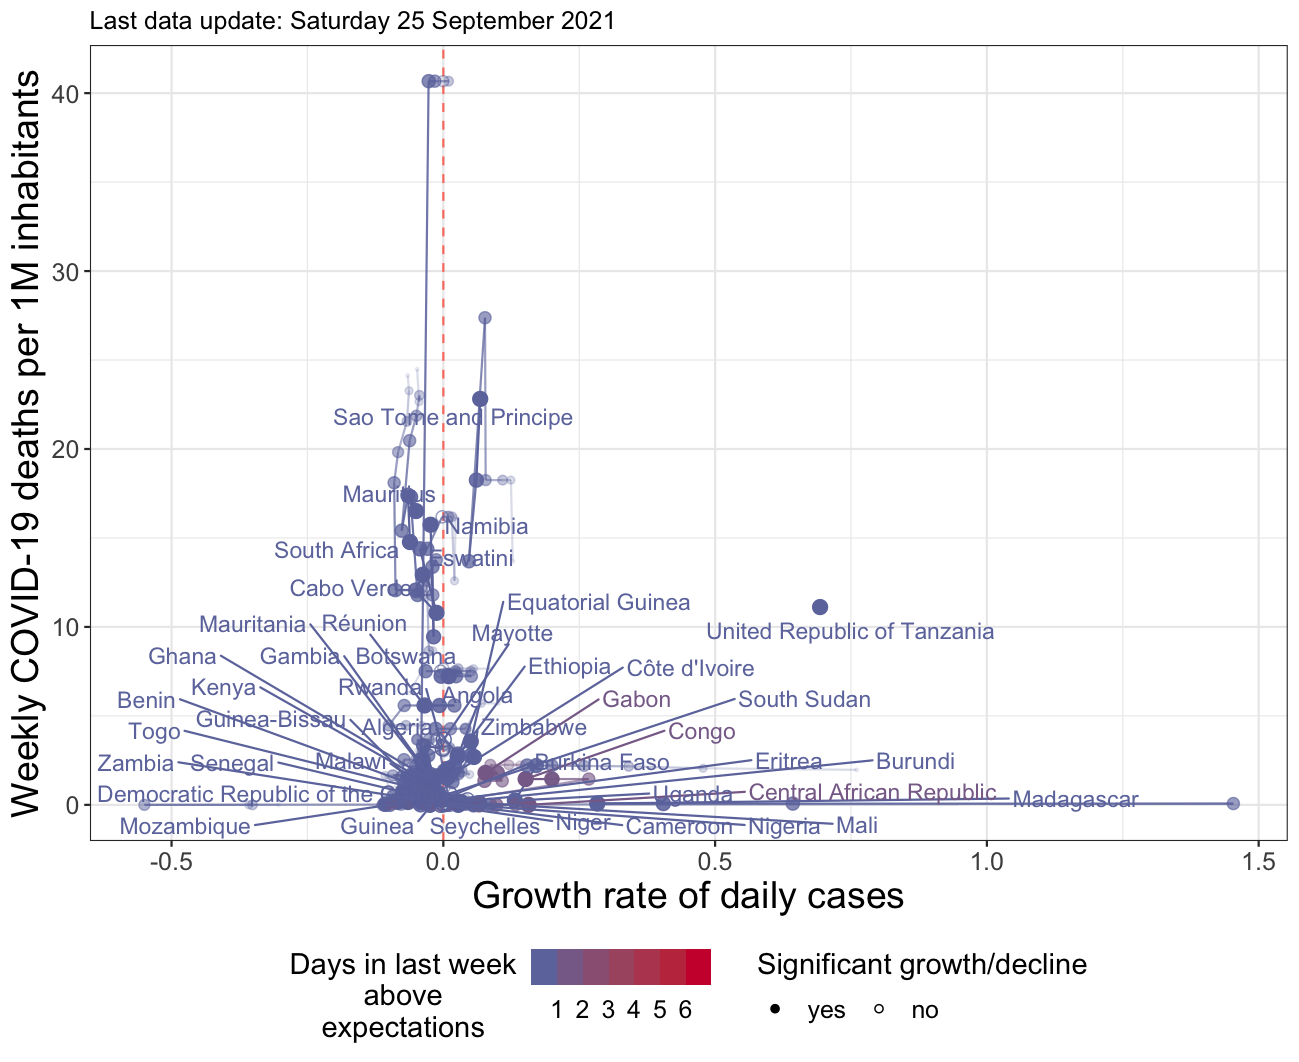 Last data update: Saturday 25 September 2021
Weekly COVID-19 deaths per 1M inhabitants
40
30
20
10
0
Sao Tome and Principe
Mauritius
Namibia
South Africa
Eswatini
Cabo Verde
Equatorial Guinea
Mauritania
Réunion
Mayotte
United Republic of Tanzania
Ghana
Gambia
Botswana
Ethiopia
Côte d'Ivoire
Kenya
Rwanda
Angola
Gabon
South Sudan
Benin
Guinea-Bissau
Algeria
Zimbabwe
Togo
Congo
Zambia
Senegal
Malawi
Burkina Faso
Eritrea
Burundi
Democratic Republic of the
Uganda
Central African Republic
Madagascar
Mozambique
Guinea
Seychelles
Niger
Cameroon
Nigeria
Mali
-0.5
0.0
0.5
1.0
1.5
Growth rate of daily cases
Days in last week
above
expectations
1 2 3 4 5 6
Significant growth/decline
yes
no